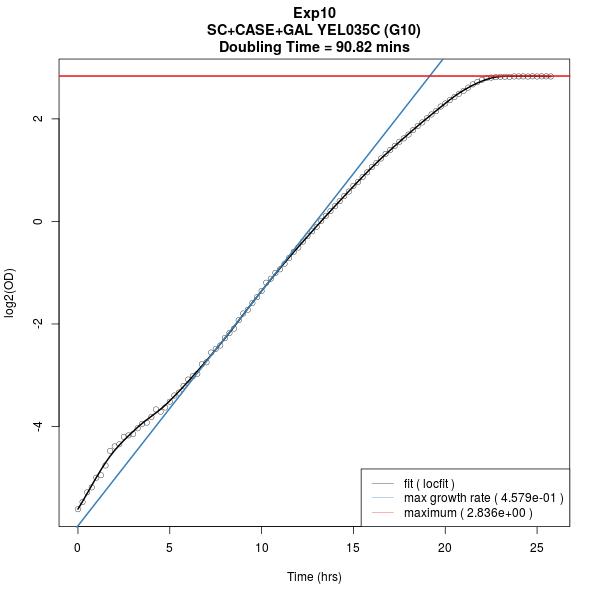 Exp10
SC+CASE+GAL YEL035C (G10)
Doubling Time = 90.82 mins
log2(OD)
2
0
-2
-4
0 5 10 15 20 25
Time (hrs)
fit ( locfit )
max growth rate ( 4.579e-01 )
maximum ( 2.836e+00 )